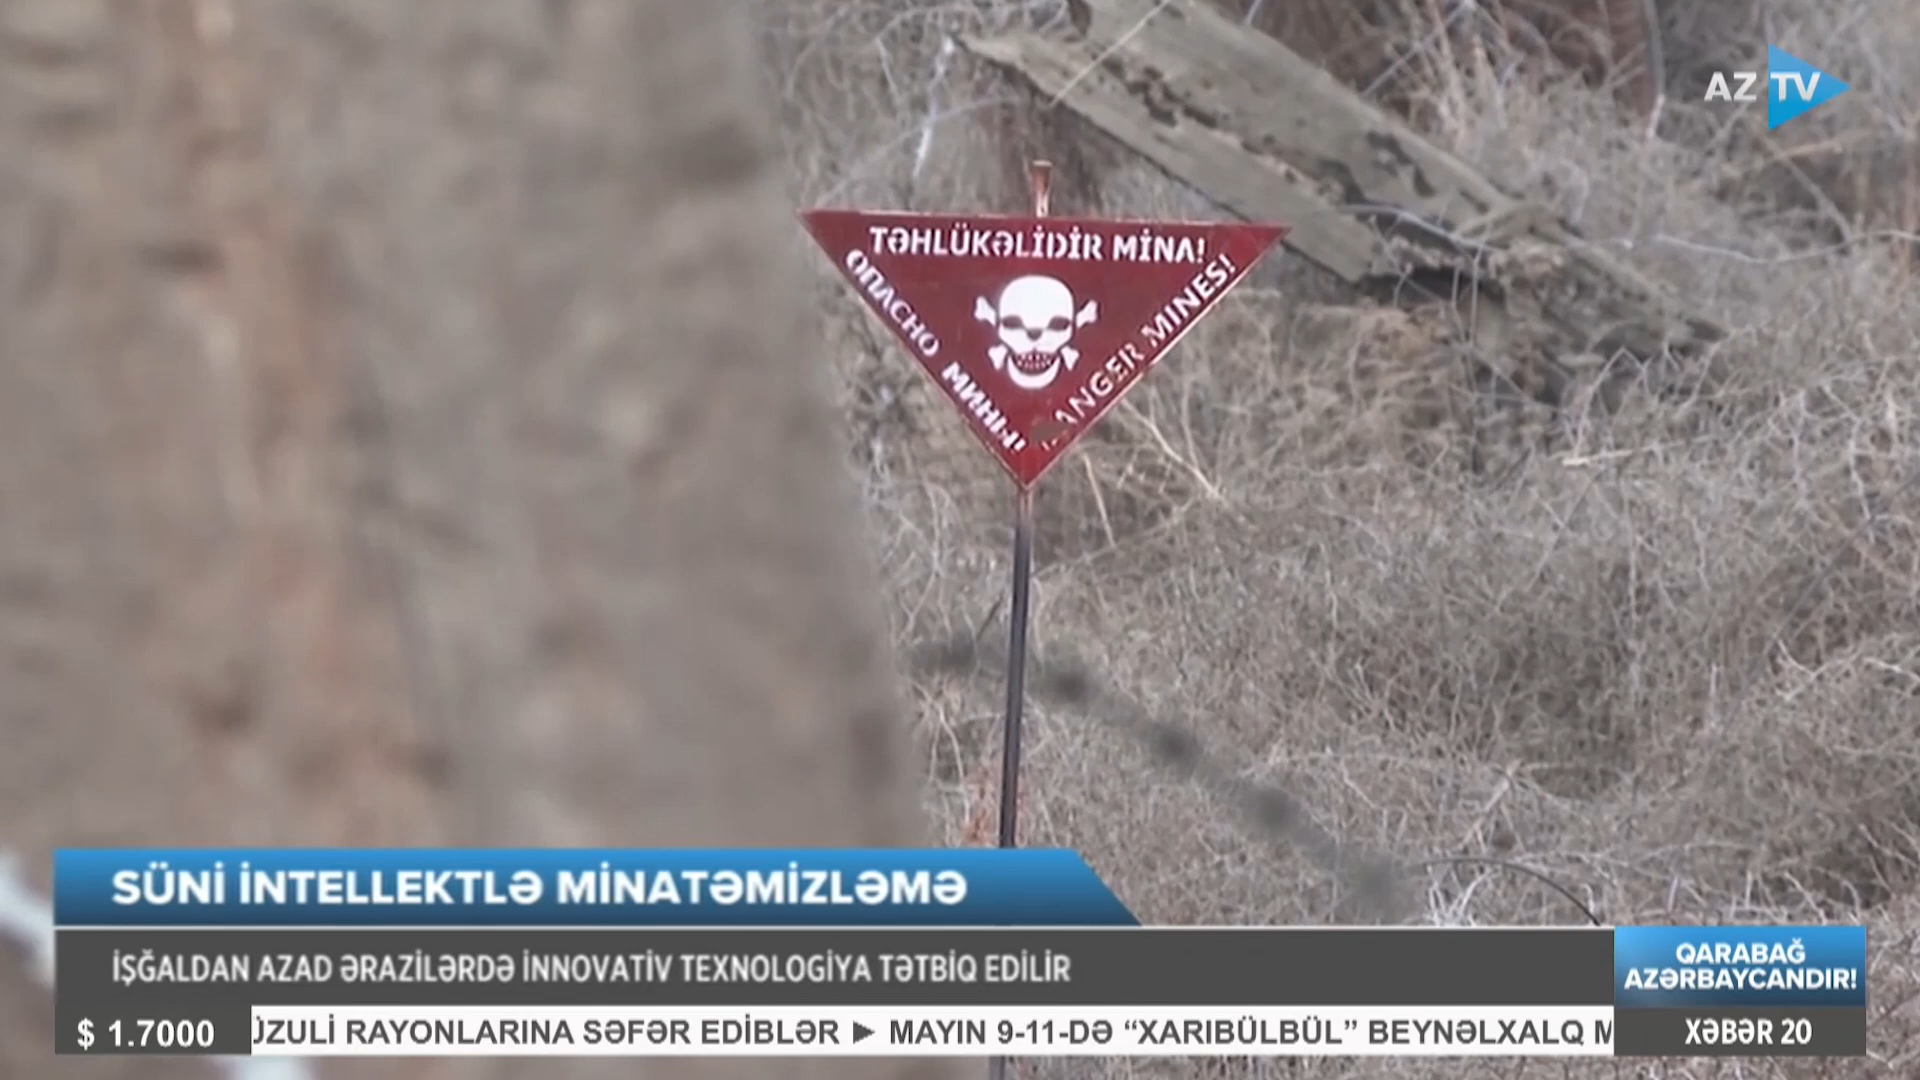 AZ TV
TƏHLÜKƏLİDİR MİNA!
ОПАСНО МИНЫ!
DANGER MINES!
SÜNİ İNTELLEKTLƏ MİNATƏMİZLƏMƏ
İŞĞALDAN AZAD ƏRAZİLƏRDƏ İNNOVATİV TEXNOLOGİYA TƏTBİQ EDİLİR
QARABAĞ
AZƏRBAYCANDIR!
$ 1.7000
ÜZULİ RAYONLARINA SƏFƏR EDİBLƏR ► MAYIN 9-11-DƏ “XARIBÜLBÜL” BEYNƏLXALQ M
XƏBƏR 20